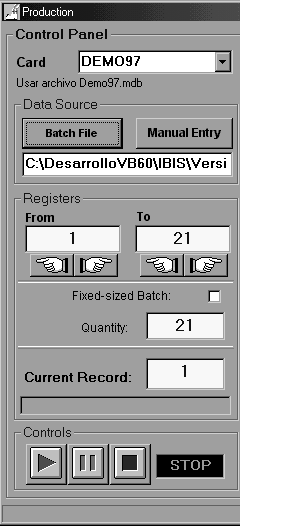 Production
Control Panel
Card DEMO97
Usar archivo Demo97.mdb
Data Source
Batch File Manual Entry
C:\DesarrolloVB60\IBIS\Versi
Registers
From To
1 21
Fixed-sized Batch:
Quantity: 21
Current Record: 1
Controls
STOP